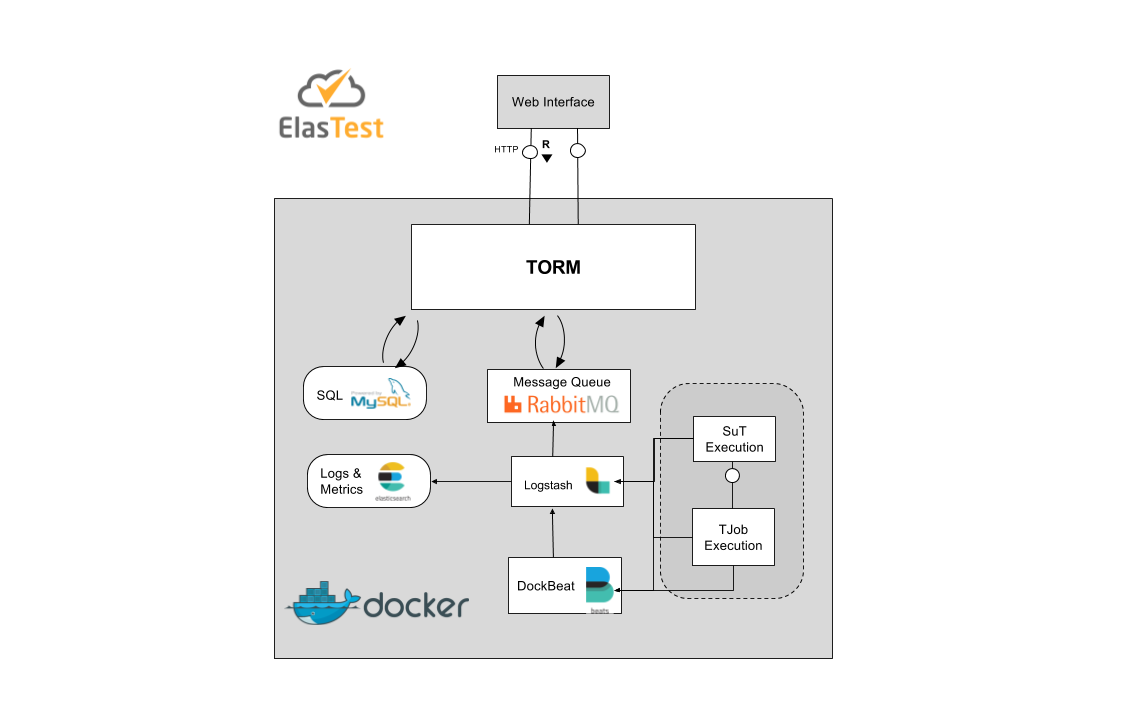 ElasTest
Web Interface
HTTP
R
TORM
SQL
Powered by
MySQL.
Message Queue
RabbitMQ
SuT
Execution
Logs &
Metrics
elasticsearch
Logstash
TJob
Execution
DockBeat
beats
docker